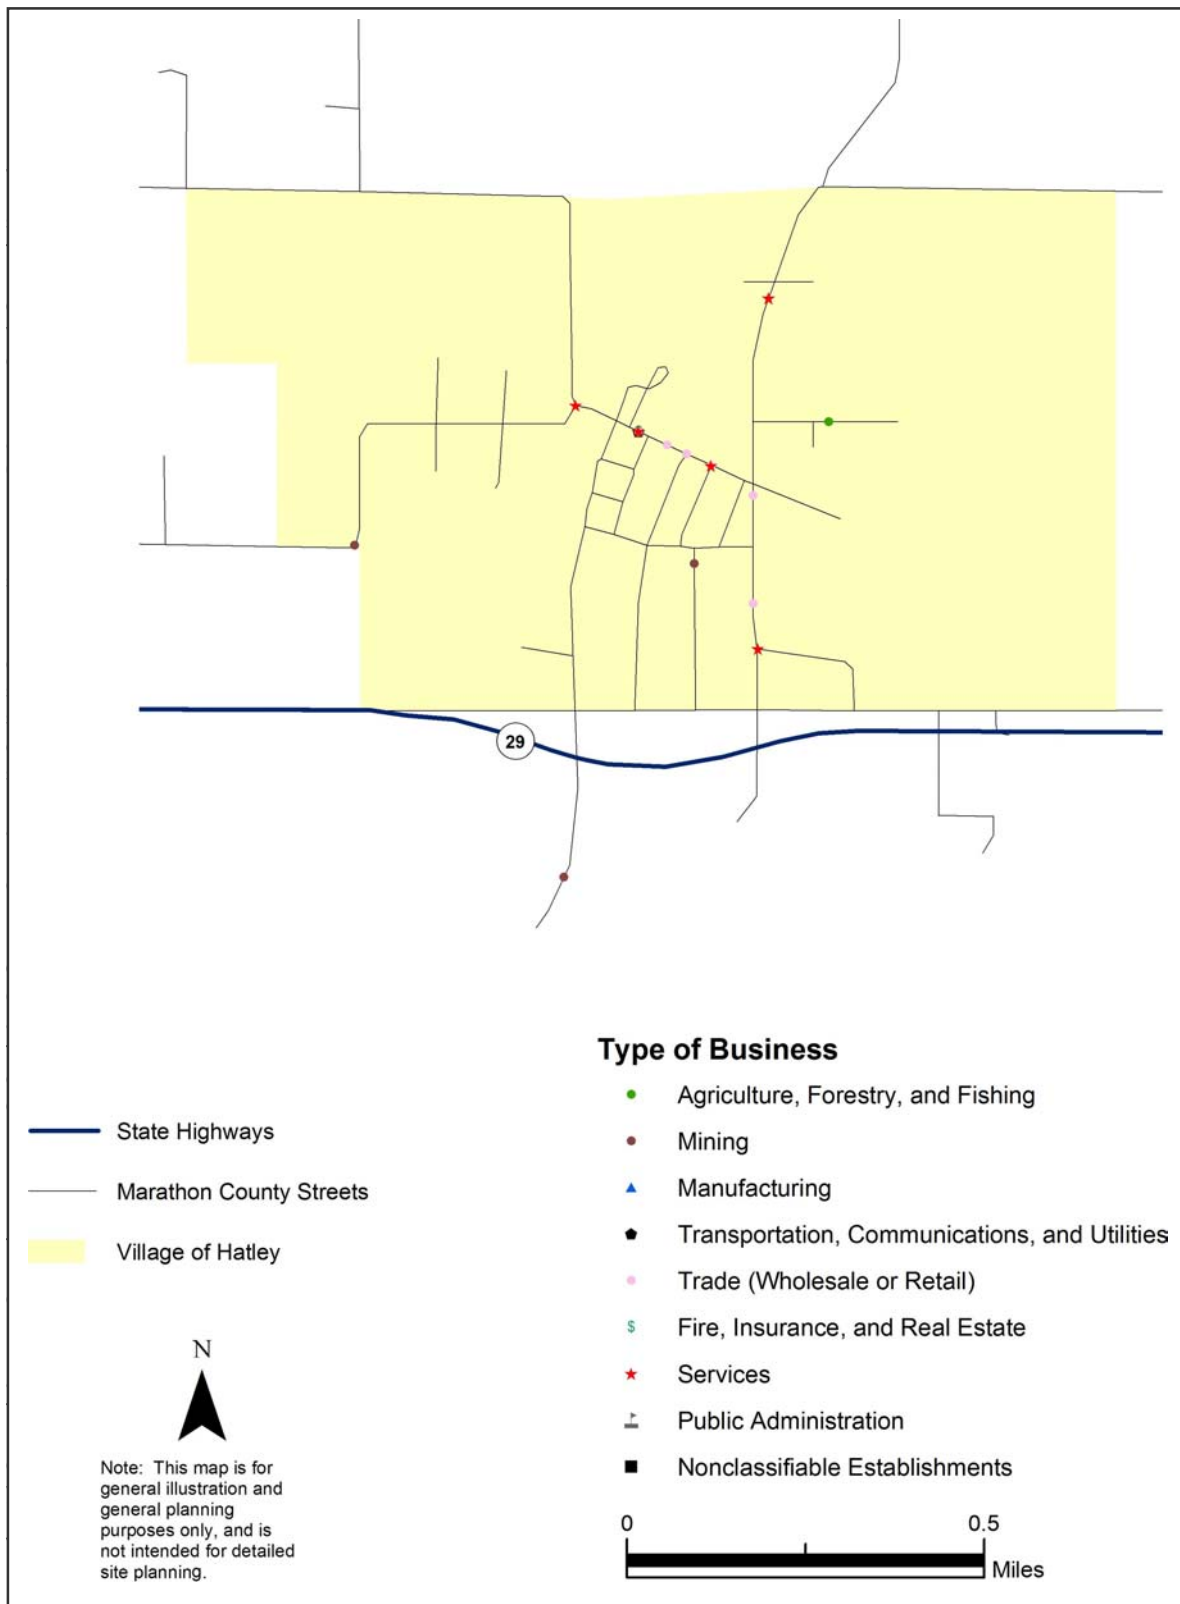 29
Type of Business
Agriculture, Forestry, and Fishing
Mining
Manufacturing
Transportation, Communications, and Utilities
Trade (Wholesale or Retail)
$ Fire, Insurance, and Real Estate
Services
Public Administration
Nonclassifiable Establishments
State Highways
Marathon County Streets
Village of Hatley
N
Note: This map is for
general illustration and
general planning
purposes only, and is
not intended for detailed
site planning.
0 0.5
Miles